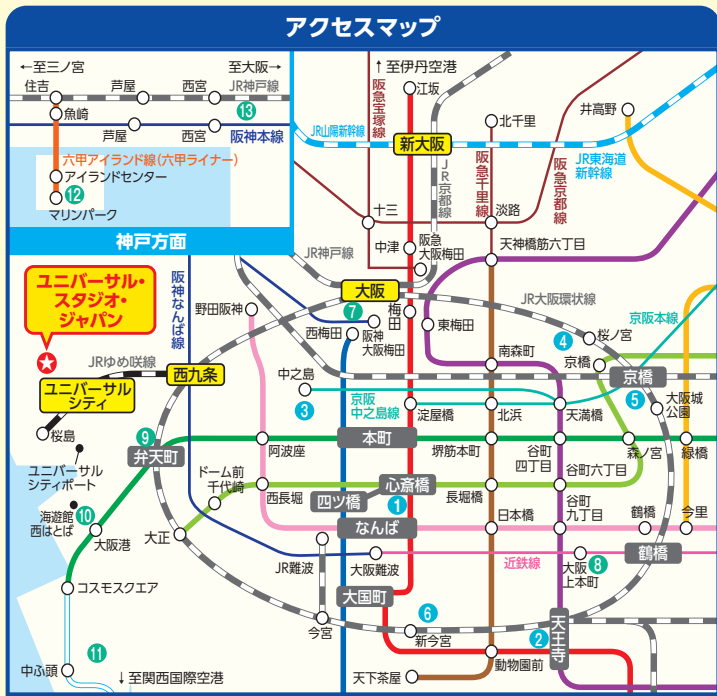 アクセスマップ
←至三ノ宮
至大阪→
住吉
芦屋
西宮
JR神戸線
⑬
魚崎
芦屋
西宮
阪神本線
六甲アイランド線(六甲ライナー)
アイランドセンター
⑫
マリンパーク
神戸方面
↑至伊丹空港
阪急宝塚線
江坂
北千里
井高野
JR山陽新幹線
新大阪
JR京都線
阪急千里線
阪急京都線
JR東海道
新幹線
十三
淡路
中津
阪急
大阪梅田
天神橋筋六丁目
JR神戸線
ユニバーサル・
スタジオ・
ジャパン
阪神なんば線
大阪
⑦
梅田
JR大阪環状線
野田阪神
西梅田
阪神
大阪梅田
東梅田
京阪本線
④
桜ノ宮
南森町
京橋
京橋
⑤
JRゆめ咲線
西九条
ユニバーサル
シティ
中之島
③
京阪
中之島線
淀屋橋
北浜
天満橋
大阪城
公園
桜島
⑨
弁天町
阿波座
本町
堺筋本町
谷町
四丁目
森ノ宮
緑橋
ユニバーサル
シティポート
ドーム前
千代崎
西長堀
心斎橋
四ツ橋
①
長堀橋
谷町六丁目
海遊館
西はとば
⑩
大阪港
大正
なんば
日本橋
谷町
九丁目
鶴橋
今里
JR難波
大阪難波
近鉄線
大阪
上本町
⑧
鶴橋
コスモスクエア
大国町
今宮
⑥
新今宮
②
天王寺
⑪
中ふ頭
↓至関西国際空港
天下茶屋
動物園前